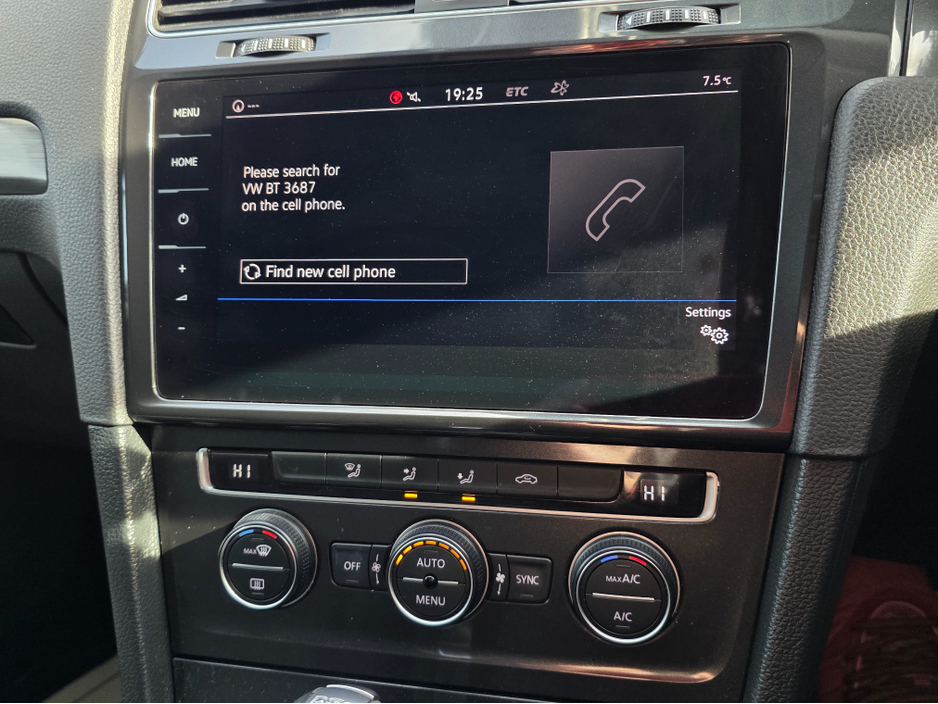 MENU
HOME
+
-
19:25 ETC 7.5°C
Please search for
VW BT 3687
on the cell phone.
Find new cell phone
Settings
HI
HI
MAX
OFF
AUTO
MENU
SYNC
MAX A/C
A/C